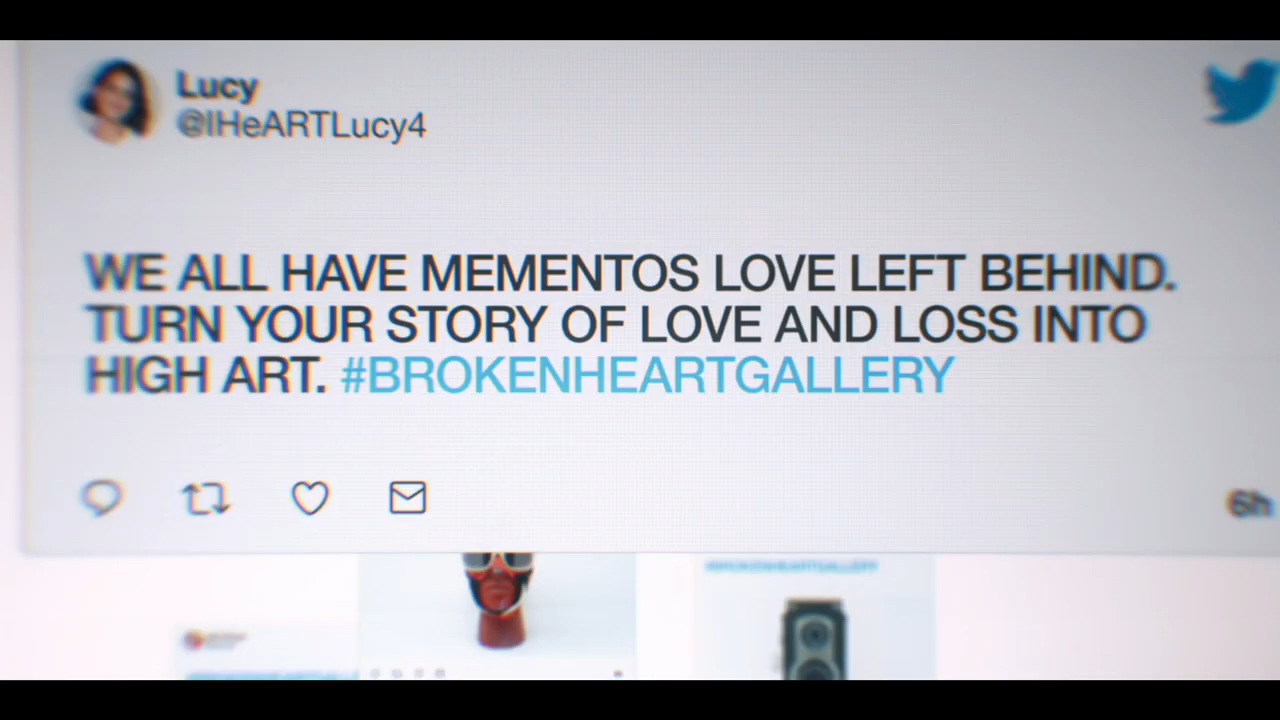 Lucy
@IHeARTLucy4
WE ALL HAVE MEMENTOS LOVE LEFT BEHIND.
TURN YOUR STORY OF LOVE AND LOSS INTO
HIGH ART. #BROKENHEARTGALLERY
6h
#BROKENHEARTGALLERY